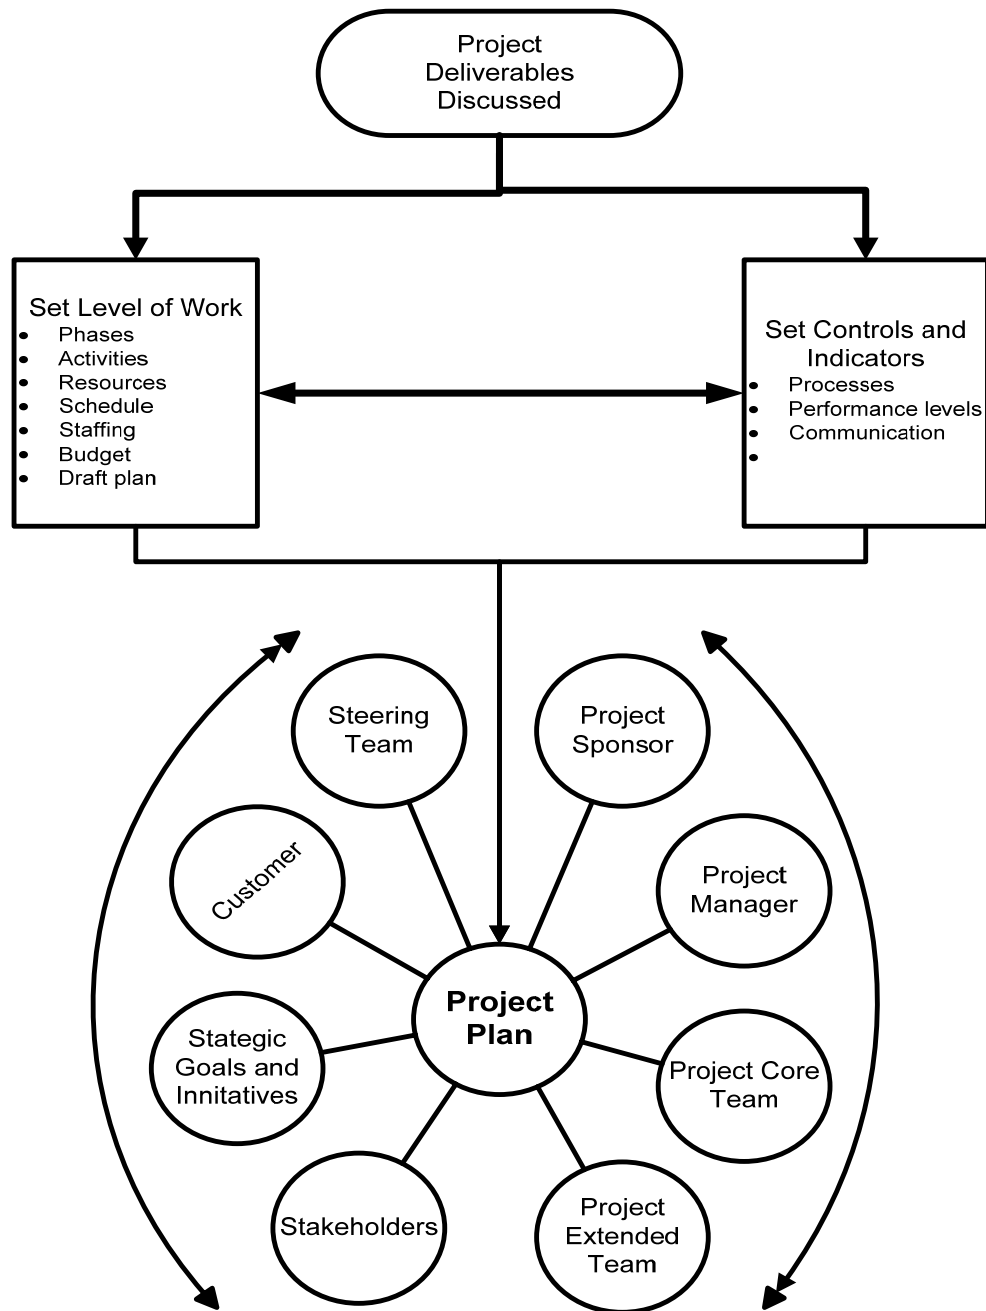 Project
Deliverables
Discussed
Set Level of Work
• Phases
• Activities
• Resources
• Schedule
• Staffing
• Budget
• Draft plan
Set Controls and
Indicators
• Processes
• Performance levels
• Communication
•
Steering
Team
Project
Sponsor
Customer
Project
Manager
Project
Plan
Stategic
Goals and
Innitatives
Project Core
Team
Stakeholders
Project
Extended
Team